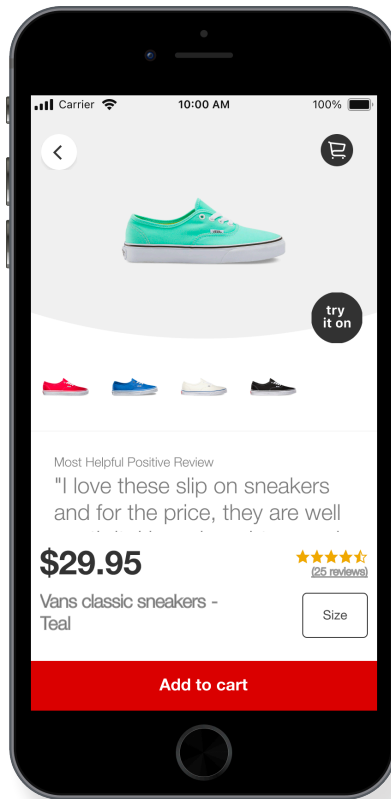 Carrier 10:00 AM 100%
try
it on
Most Helpful Positive Review
"I love these slip on sneakers
and for the price, they are well
$29.95
(25 reviews)
Vans classic sneakers -
Teal
Size
Add to cart